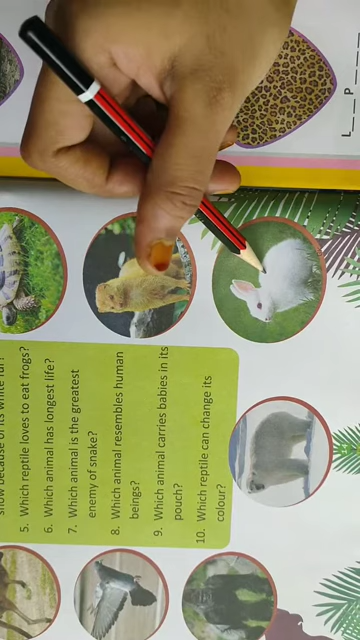 L _ _ P _ _ _
snow because of its white fur?
5. Which reptile loves to eat frogs?
6. Which animal has longest life?
7. Which animal is the greatest
enemy of snake?
8. Which animal resembles human
beings?
9. Which animal carries babies in its
pouch?
10. Which reptile can change its
colour?